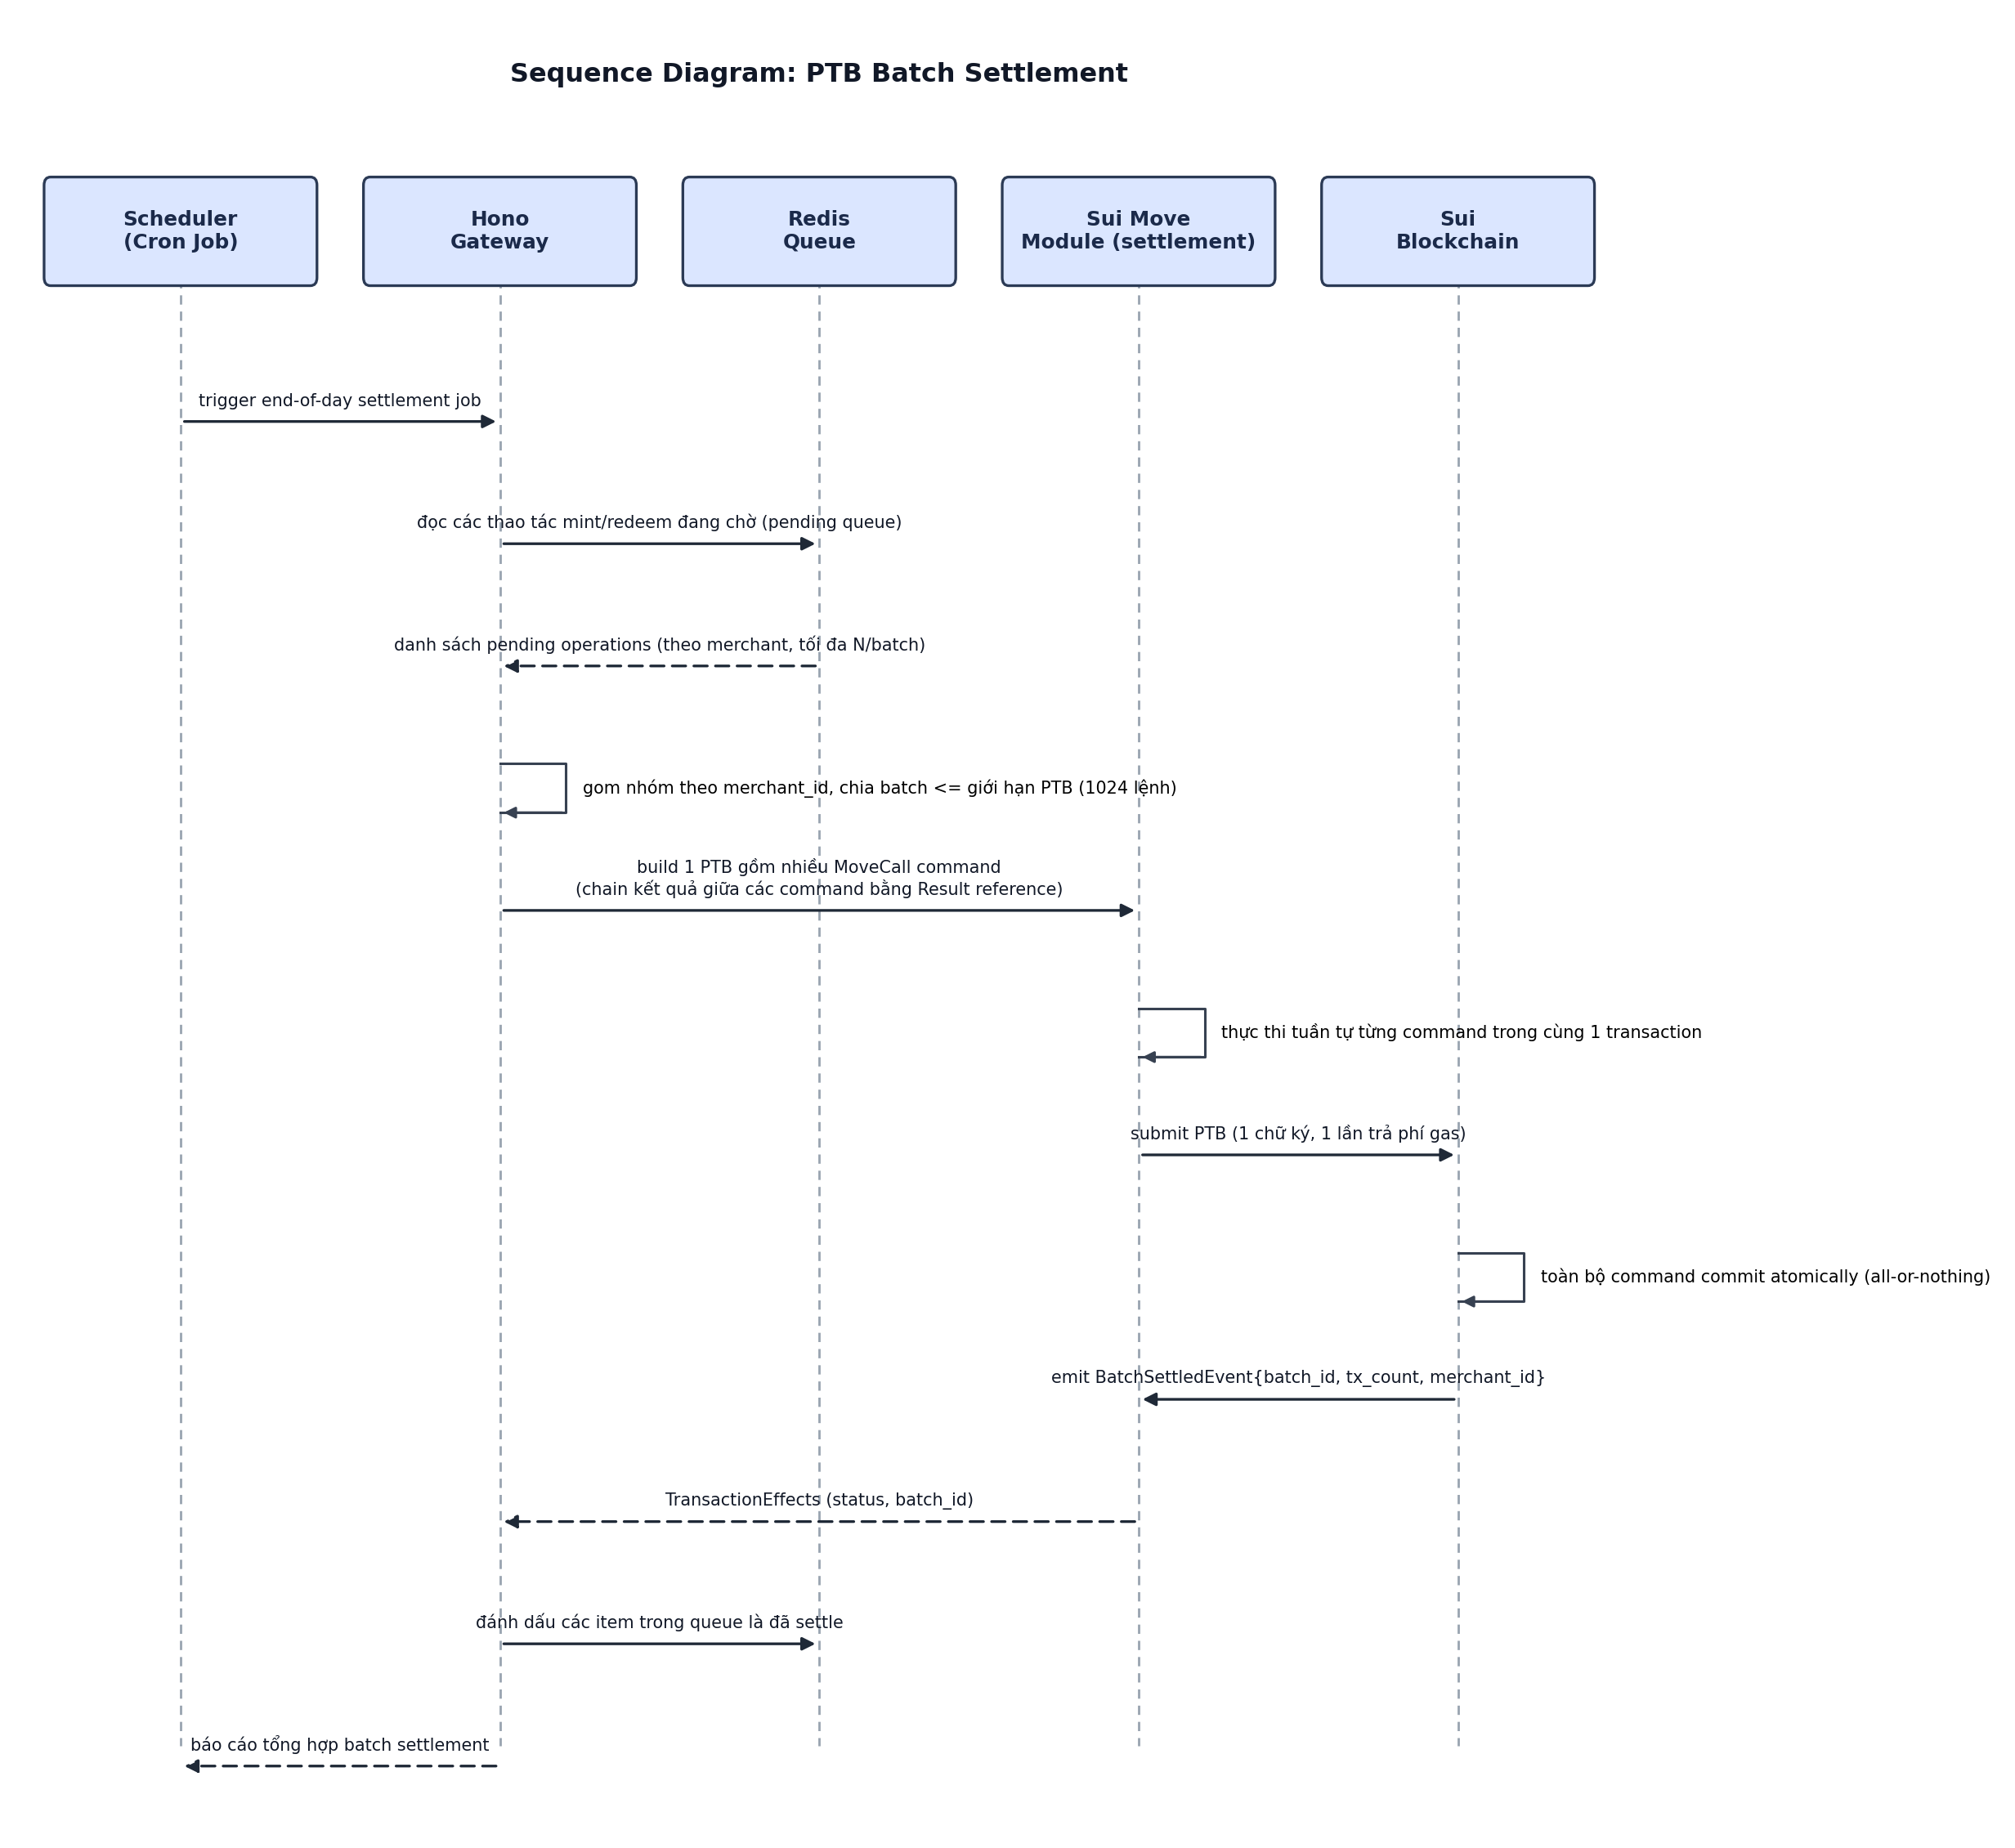 Sequence Diagram: PTB Batch Settlement
Scheduler
(Cron Job)
Hono
Gateway
Redis
Queue
Sui Move
Module (settlement)
Sui
Blockchain
trigger end-of-day settlement job
đọc các thao tác mint/redeem đang chờ (pending queue)
danh sách pending operations (theo merchant, tối đa N/batch)
gom nhóm theo merchant_id, chia batch <= giới hạn PTB (1024 lệnh)
build 1 PTB gồm nhiều MoveCall command
(chain kết quả giữa các command bằng Result reference)
thực thi tuần tự từng command trong cùng 1 transaction
submit PTB (1 chữ ký, 1 lần trả phí gas)
toàn bộ command commit atomically (all-or-nothing)
emit BatchSettledEvent{batch_id, tx_count, merchant_id}
TransactionEffects (status, batch_id)
đánh dấu các item trong queue là đã settle
báo cáo tổng hợp batch settlement